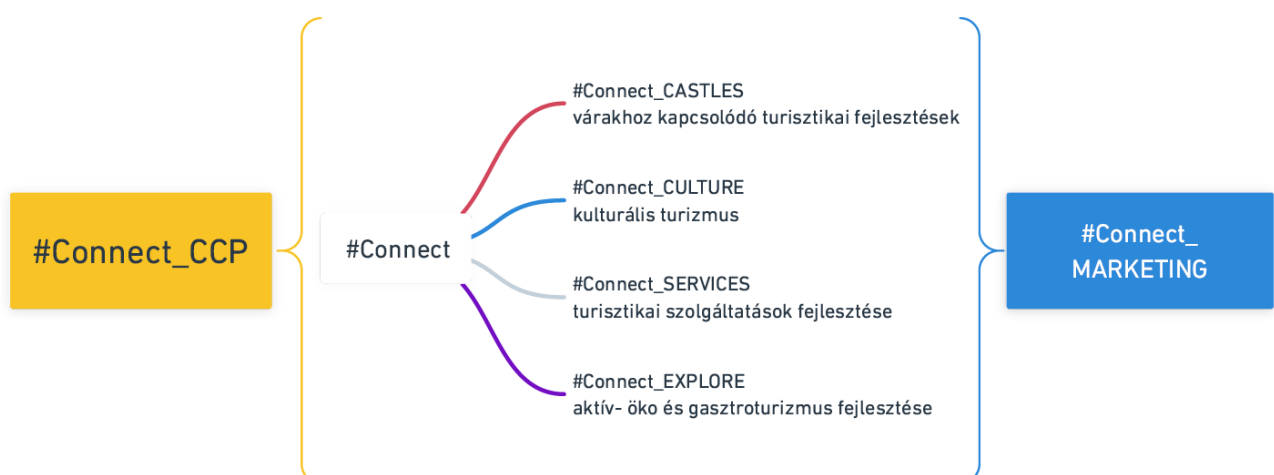 #Connect_CCP
#Connect
#Connect_CASTLES
várakhoz kapcsolódó turisztikai fejlesztések
#Connect_CULTURE
kulturális turizmus
#Connect_SERVICES
turisztikai szolgáltatások fejlesztése
#Connect_EXPLORE
aktív- öko és gasztroturizmus fejlesztése
#Connect_
MARKETING